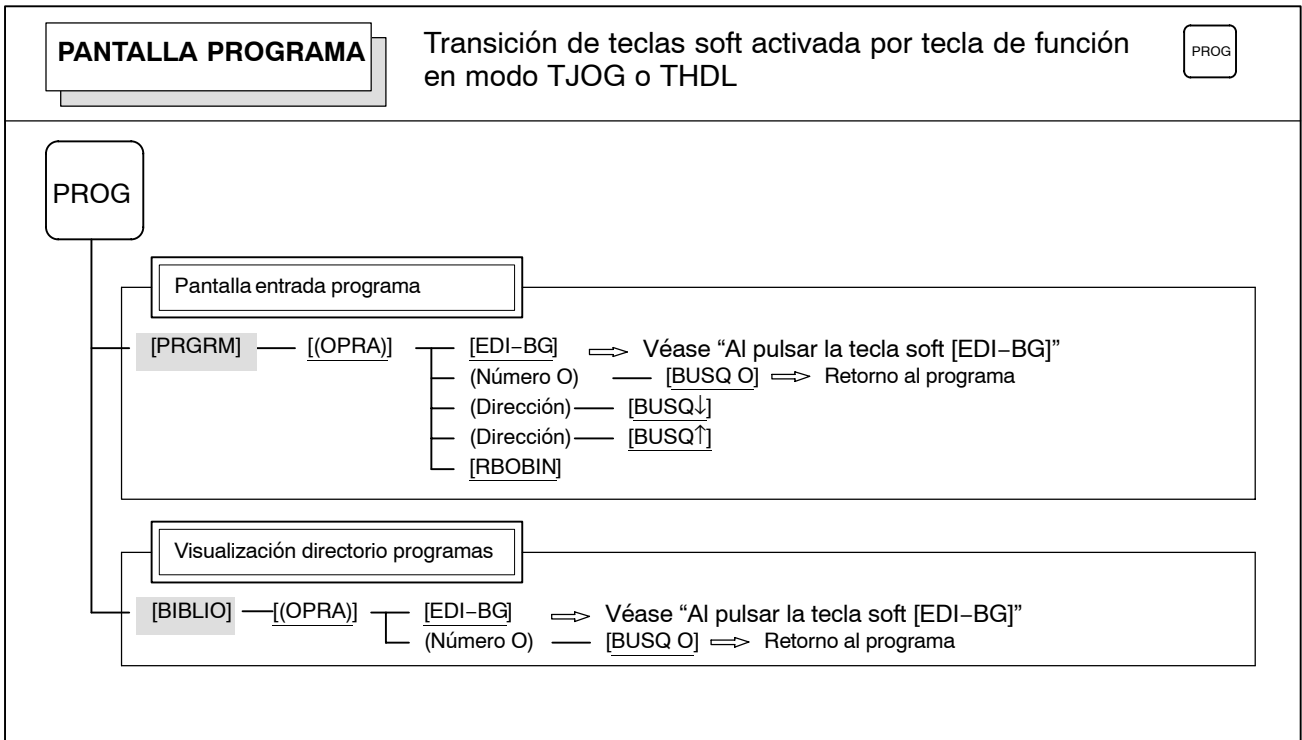 PANTALLA PROGRAMA
Transición de teclas soft activada por tecla de función
en modo TJOG o THDL
PROG
PROG
Pantalla entrada programa
[PRGRM] [(OPRA)] [EDI−BG] ⇒ Véase “Al pulsar la tecla soft [EDI−BG]”
(Número O) [BUSQ O] ⇒ Retorno al programa
(Dirección) [BUSQ↓]
(Dirección) [BUSQ↑]
[RBOBIN]
Visualización directorio programas
[BIBLIO] [(OPRA)] [EDI−BG] ⇒ Véase “Al pulsar la tecla soft [EDI−BG]”
(Número O) [BUSQ O] ⇒ Retorno al programa